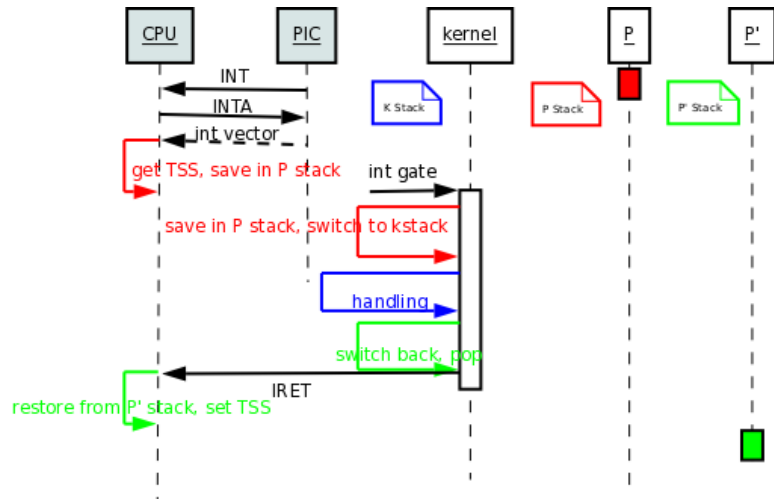 CPU
PIC
kernel
P
P'
INT
K Stack
P Stack
P' Stack
INTA
int vector
get TSS, save in P stack
int gate
save in P stack, switch to kstack
handling
switch back, pop
IRET
restore from P' stack, set TSS